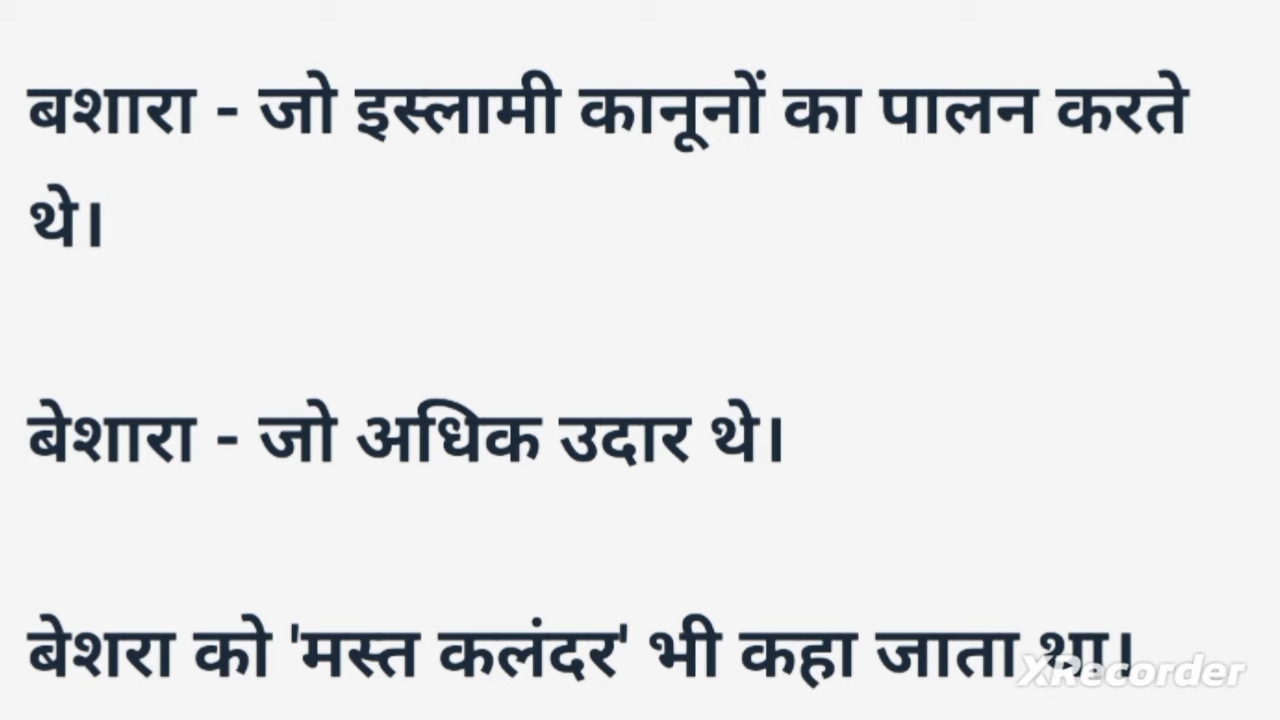 बशारा - जो इस्लामी कानूनों का पालन करते
थे।
बेशारा - जो अधिक उदार थे।
बेशरा को 'मस्त कलंदर' भी कहा जाता था।
XRecorder